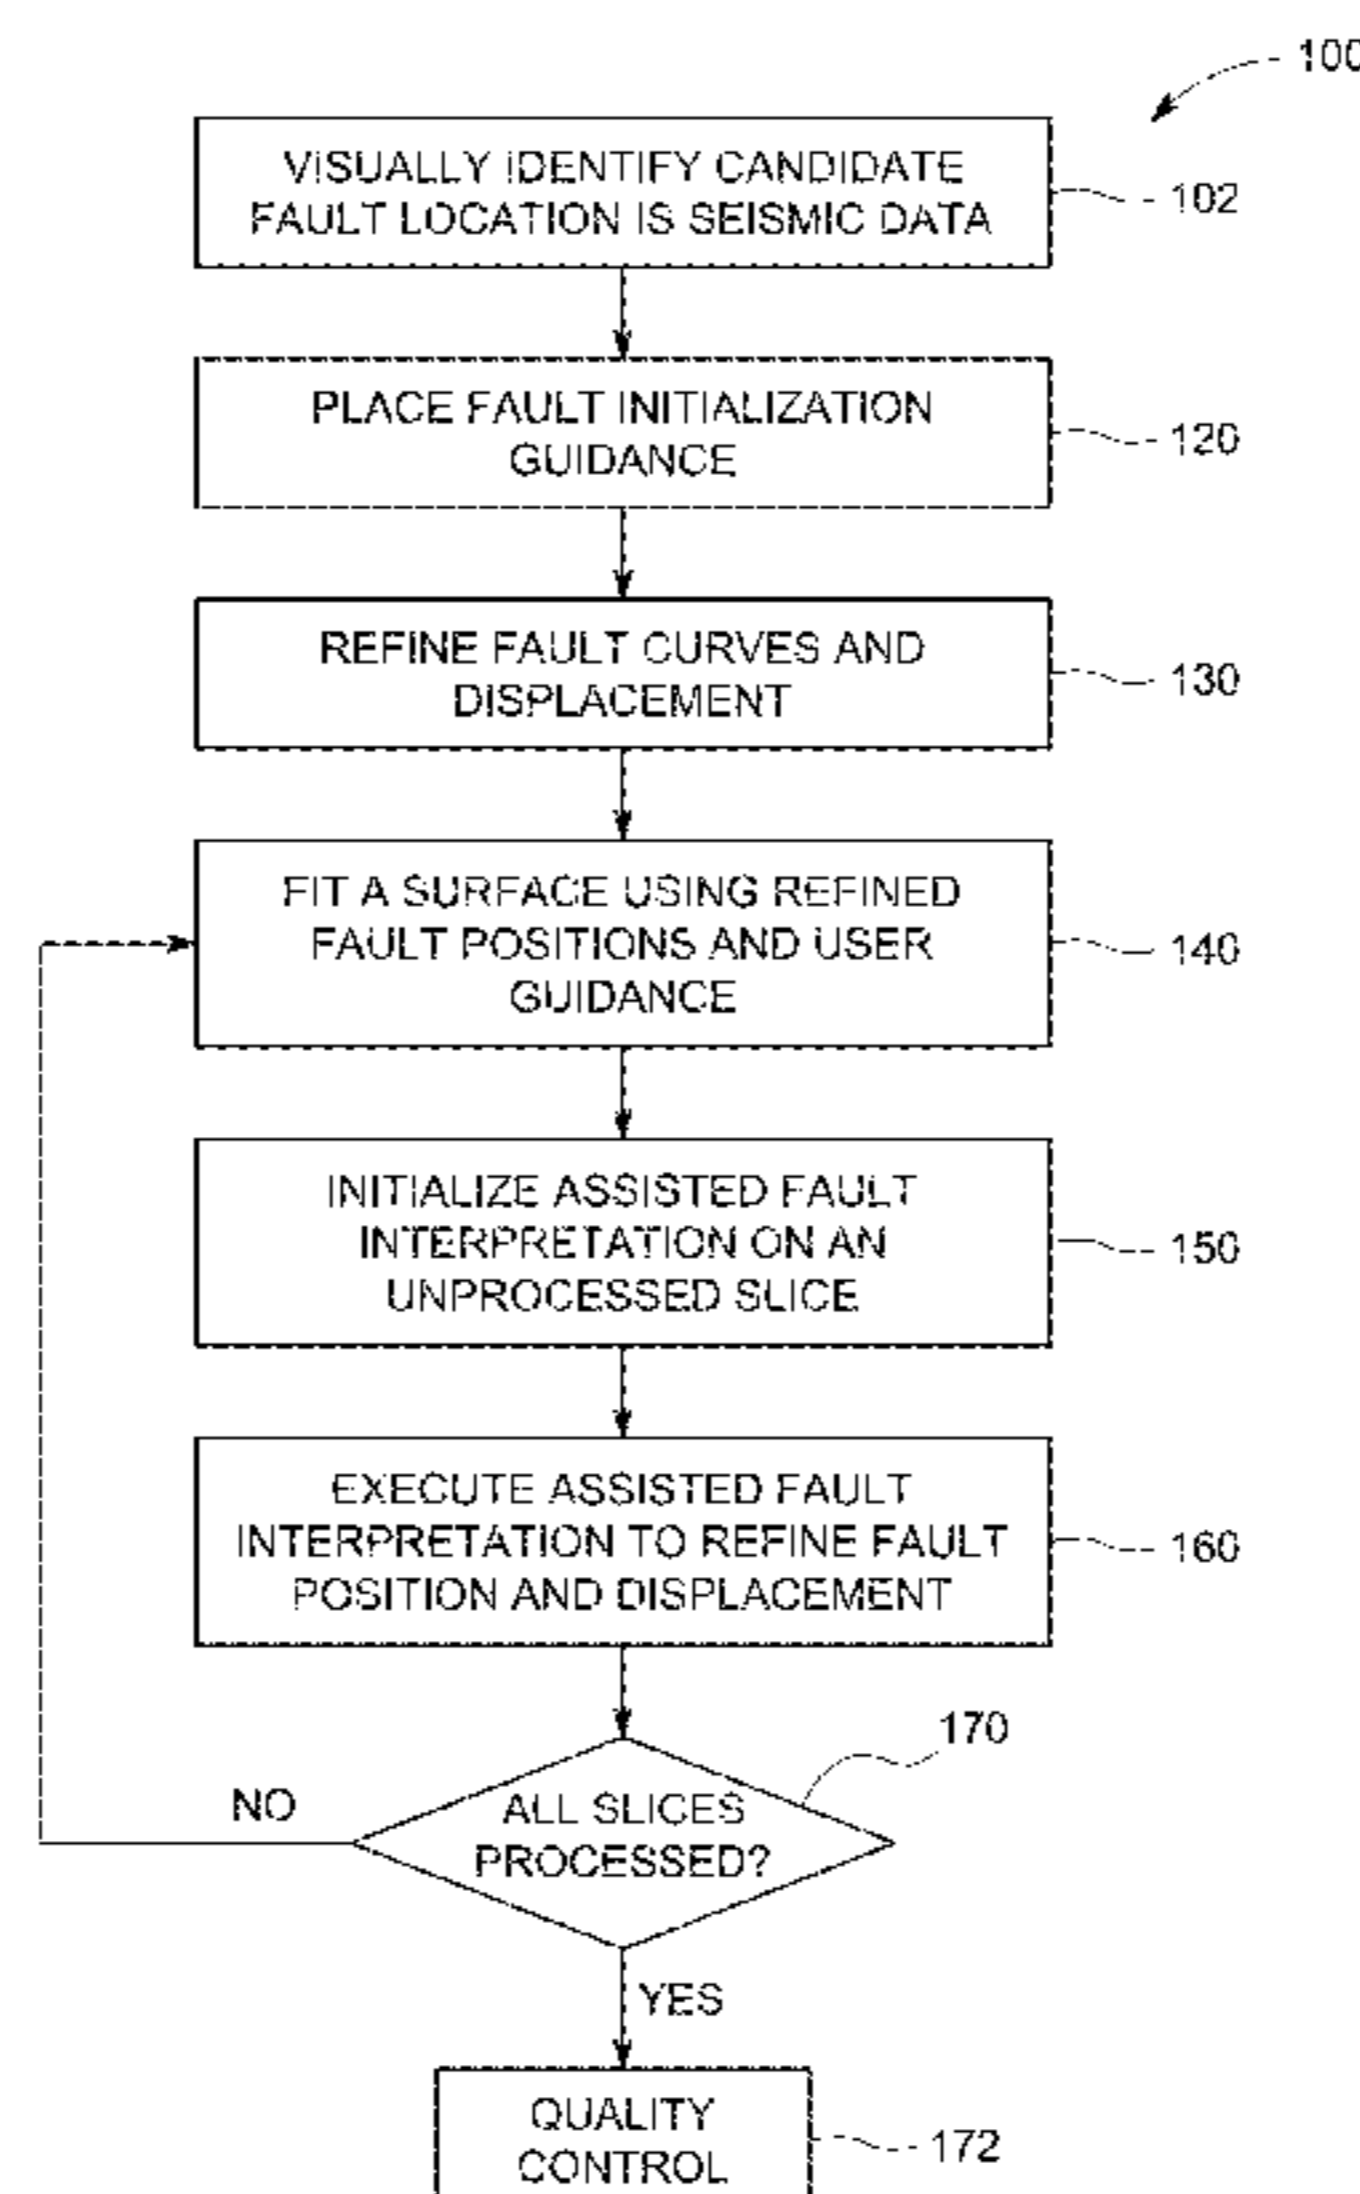 100
VISUALLY IDENTIFY CANDIDATE
FAULT LOCATION IS SEISMIC DATA
102
PLACE FAULT INITIALIZATION
GUIDANCE
120
REFINE FAULT CURVES AND
DISPLACEMENT
130
FIT A SURFACE USING REFINED
FAULT POSITIONS AND USER
GUIDANCE
140
INITIALIZE ASSISTED FAULT
INTERPRETATION ON AN
UNPROCESSED SLICE
150
EXECUTE ASSISTED FAULT
INTERPRETATION TO REFINE FAULT
POSITION AND DISPLACEMENT
160
170
ALL SLICES
PROCESSED?
NO
YES
QUALITY
CONTROL
172